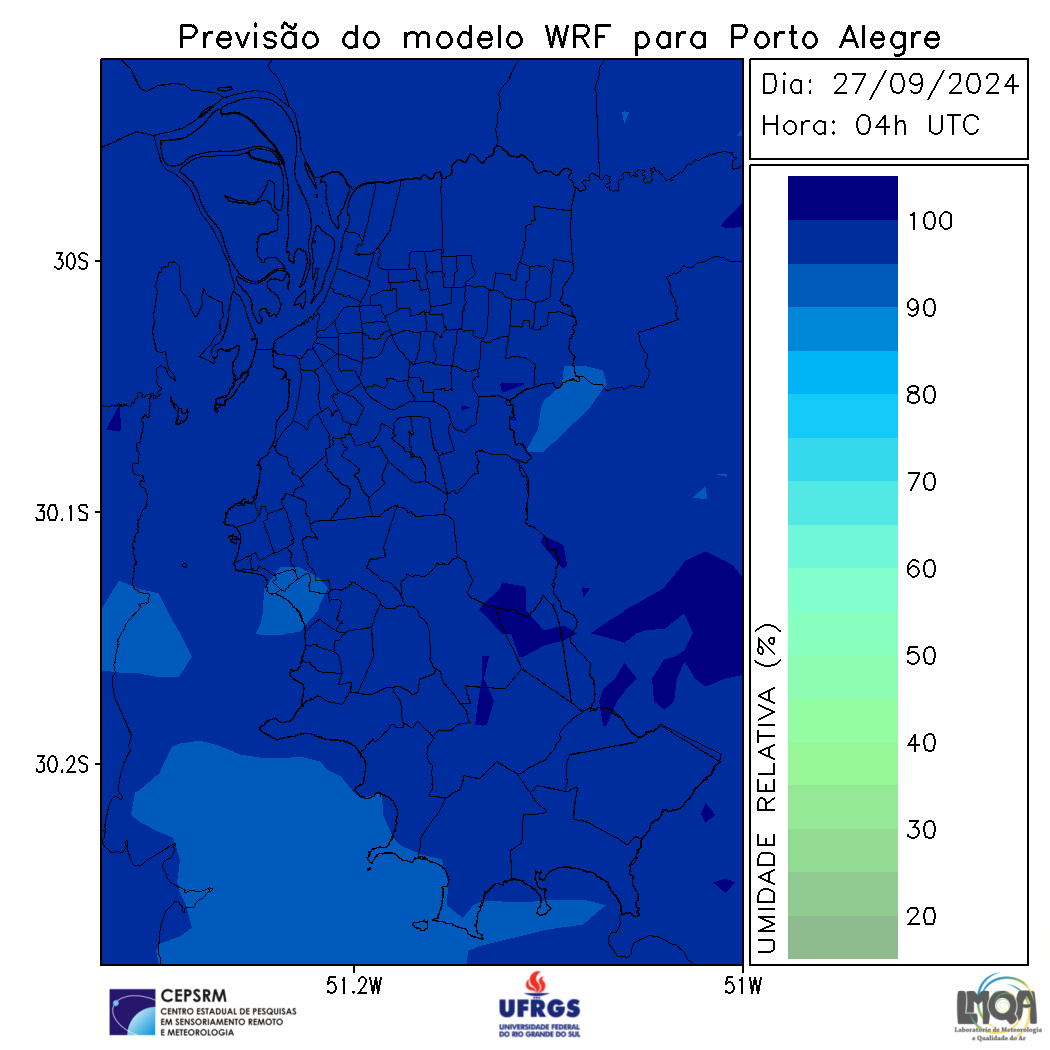 Previsão do modelo WRF para Porto Alegre
Dia: 27/09/2024
Hora: 04h UTC
100
90
80
70
60
50
40
30
20
UMIDADE RELATIVA (%)
30S
30.1S
30.2S
51.2W
51W
CEPSRM
CENTRO ESTADUAL DE PESQUISAS
EM SENSORIAMENTO REMOTO
E METEOROLOGIA
UFRGS
UNIVERSIDADE FEDERAL
DO RIO GRANDE DO SUL
LMQA
Laboratório de Meteorologia
e Qualidade do Ar